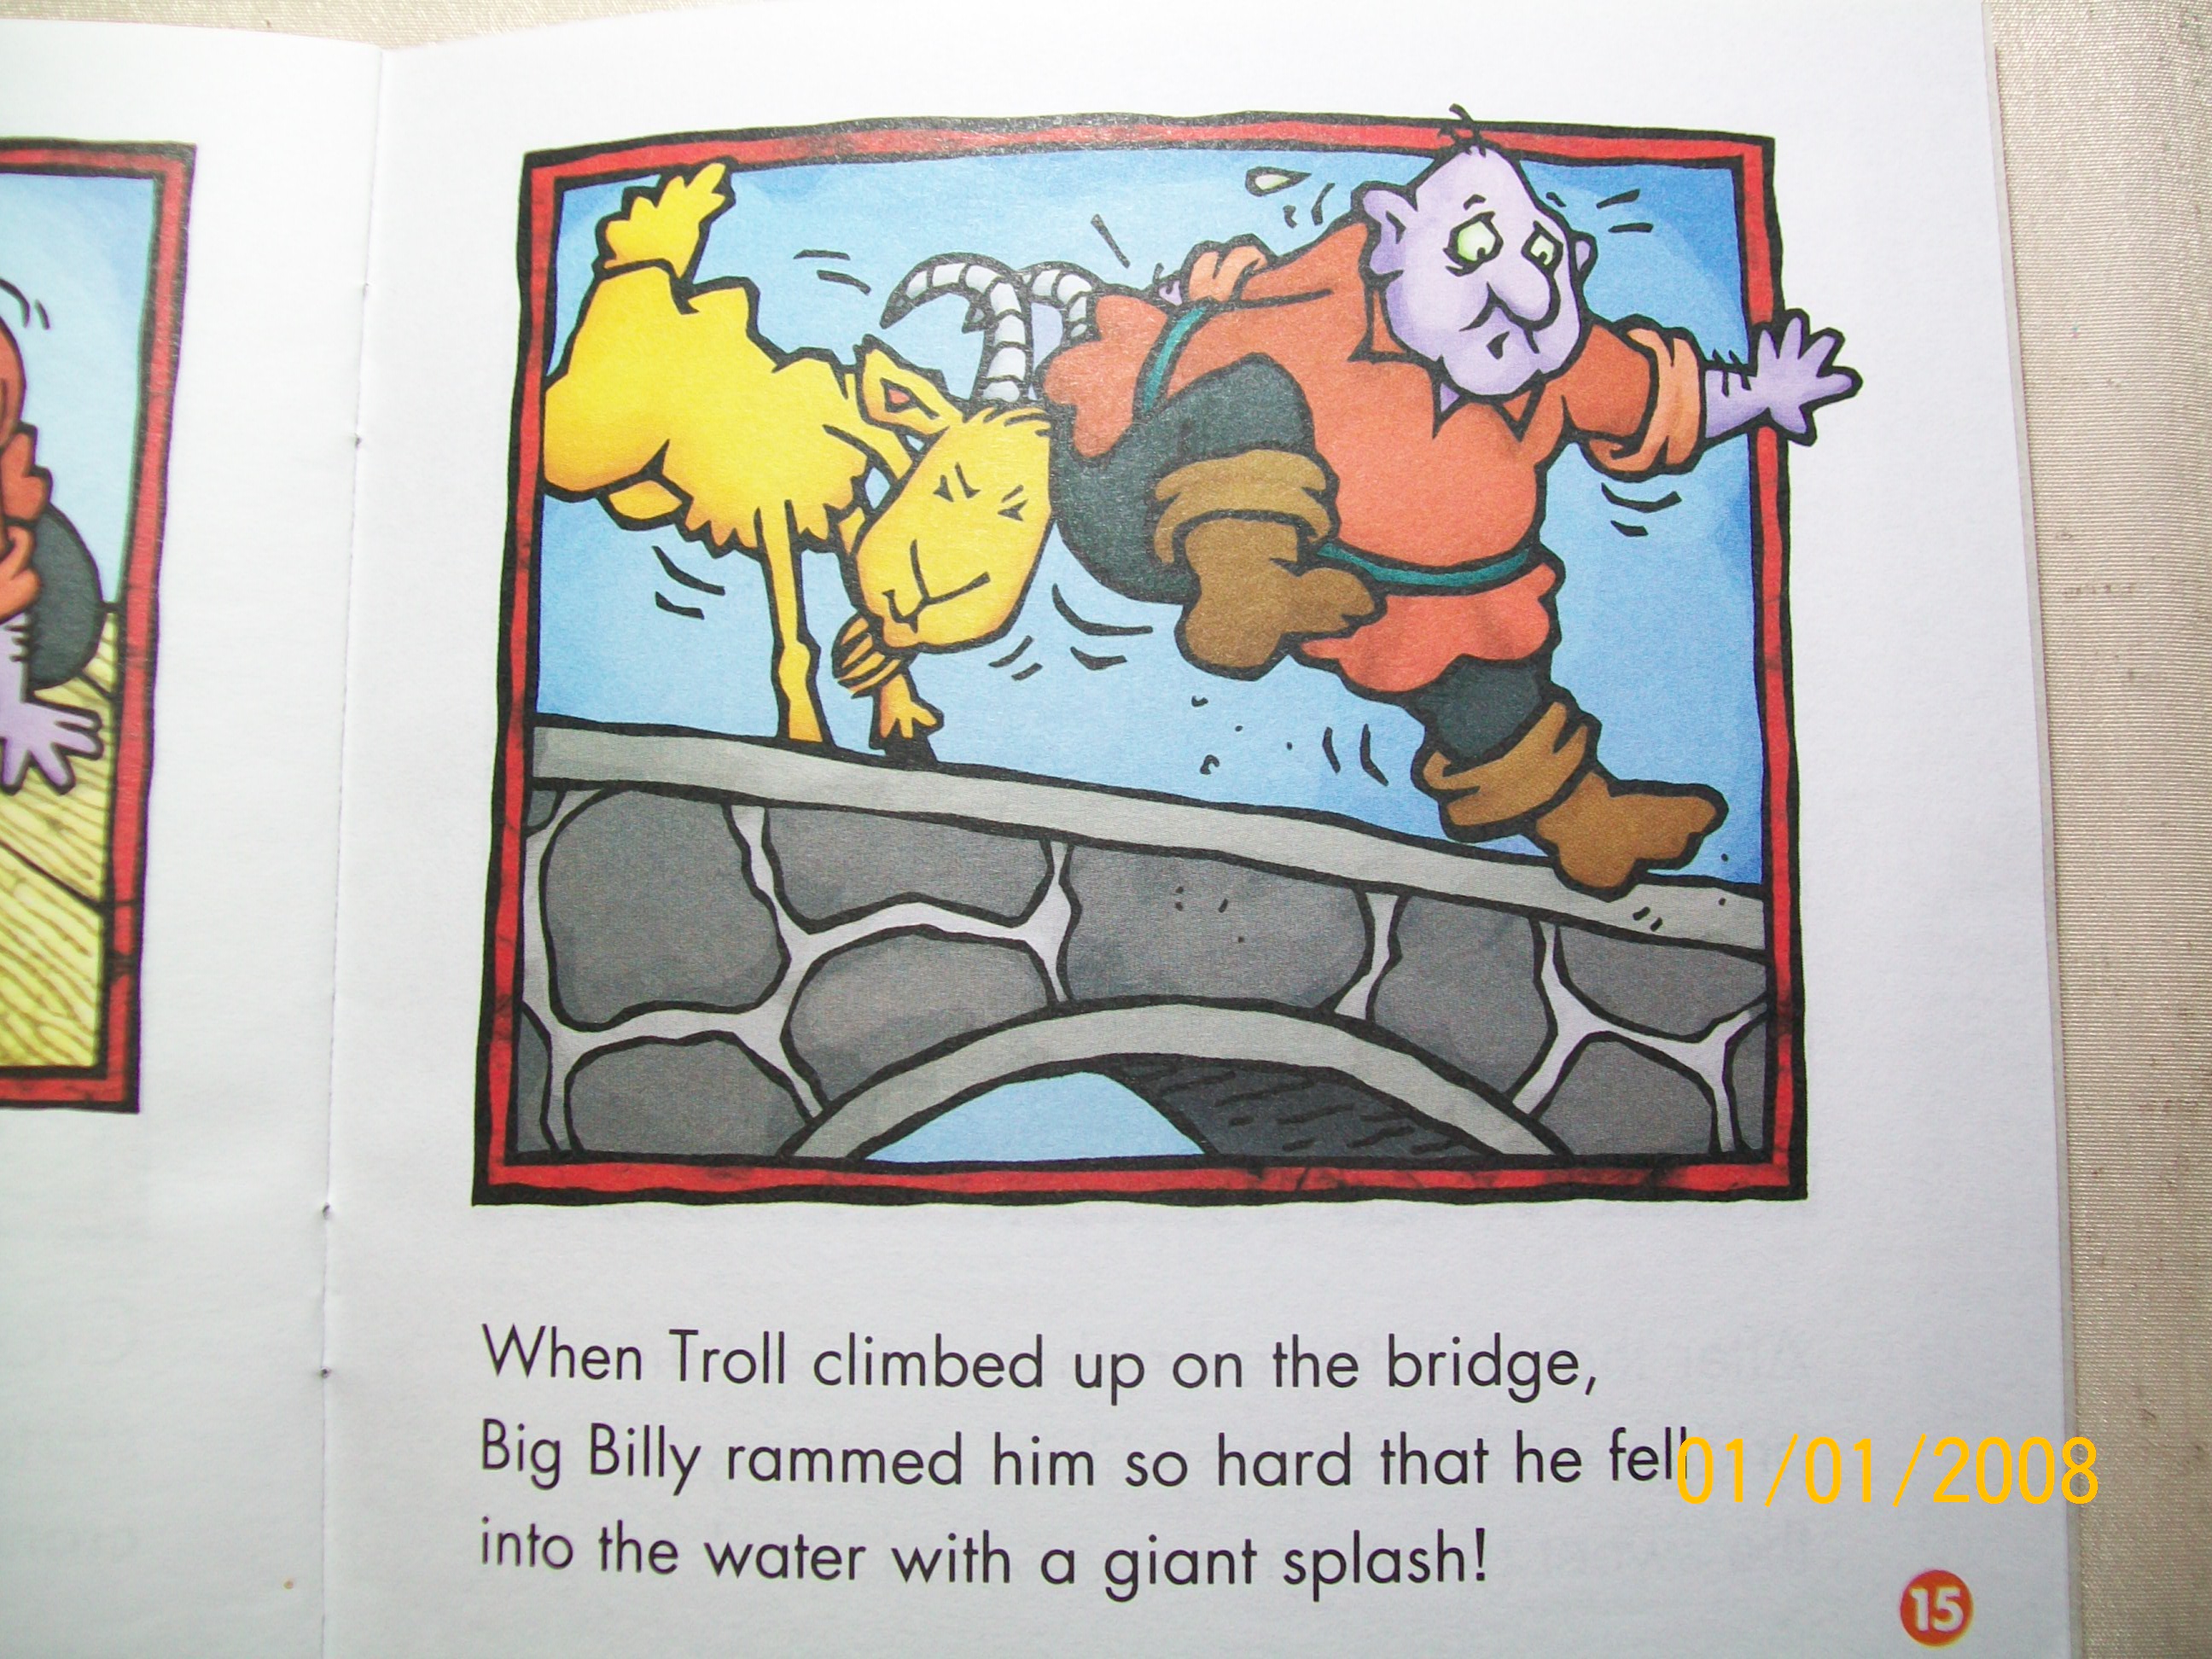 When Troll climbed up on the bridge,
Big Billy rammed him so hard that he fell
into the water with a giant splash!
01/01/2008
15